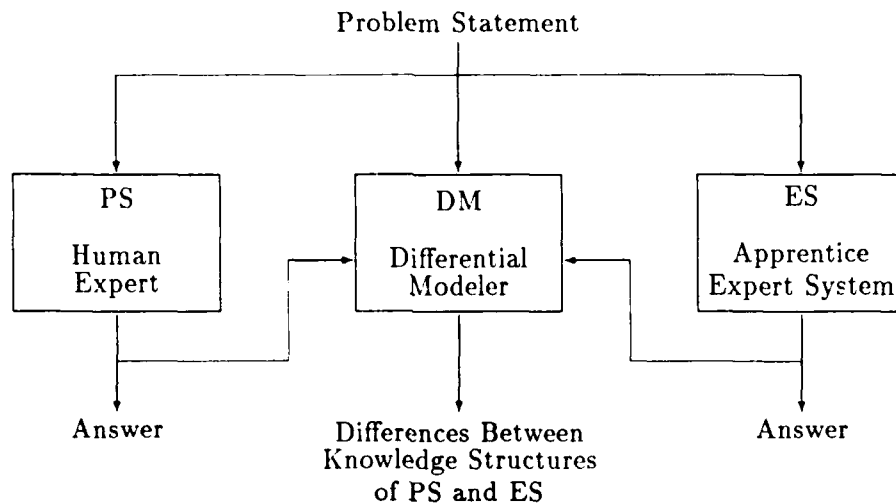 Problem Statement
PS
Human
Expert
DM
Differential
Modeler
ES
Apprentice
Expert System
Answer
Differences Between
Knowledge Structures
of PS and ES
Answer